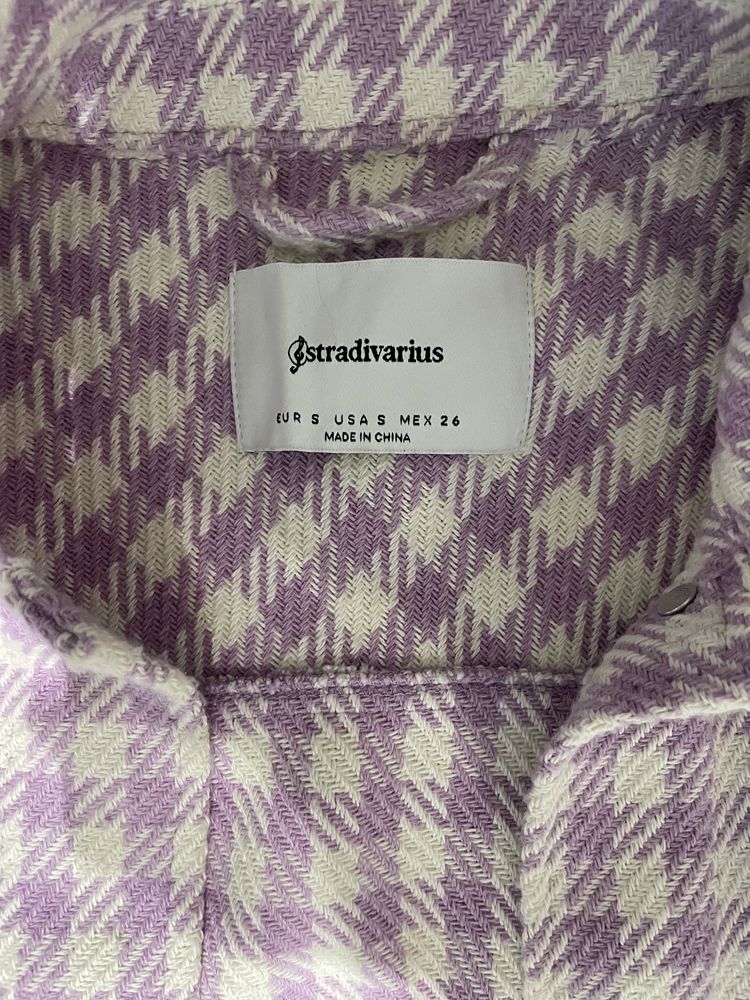 stradivarius
EUR S USA S MEX 26
MADE IN CHINA